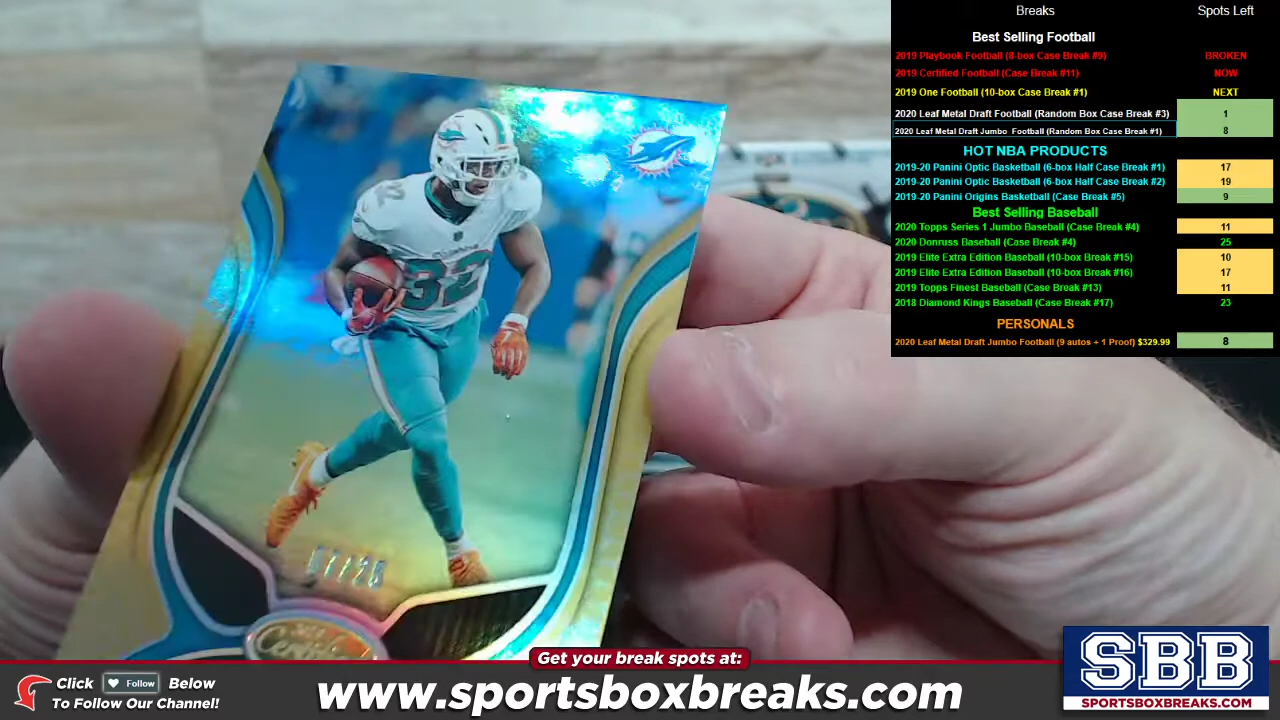 Breaks Spots Left
Best Selling Football
2019 Playbook Football (8-box Case Break #9) BROKEN
2019 Certified Football (Case Break #11) NOW
2019 One Football (10-box Case Break #1) NEXT
2020 Leaf Metal Draft Football (Random Box Case Break #3) 1
2020 Leaf Metal Draft Jumbo Football (Random Box Case Break #1) 8
HOT NBA PRODUCTS
2019-20 Panini Optic Basketball (6-box Half Case Break #1) 17
2019-20 Panini Optic Basketball (6-box Half Case Break #2) 19
2019-20 Panini Origins Basketball (Case Break #5) 9
Best Selling Baseball
2020 Topps Series 1 Jumbo Baseball (Case Break #4) 11
2020 Donruss Baseball (Case Break #4) 25
2019 Elite Extra Edition Baseball (10-box Break #15) 10
2019 Elite Extra Edition Baseball (10-box Break #16) 17
2019 Topps Finest Baseball (Case Break #13) 11
2018 Diamond Kings Baseball (Case Break #17) 23
PERSONALS
2020 Leaf Metal Draft Jumbo Football (9 autos + 1 Proof) $329.99 8
32
32
Certified
Get your break spots at:
Click Follow Below
To Follow Our Channel!
www.sportsboxbreaks.com
SBB
SPORTSBOXBREAKS.COM